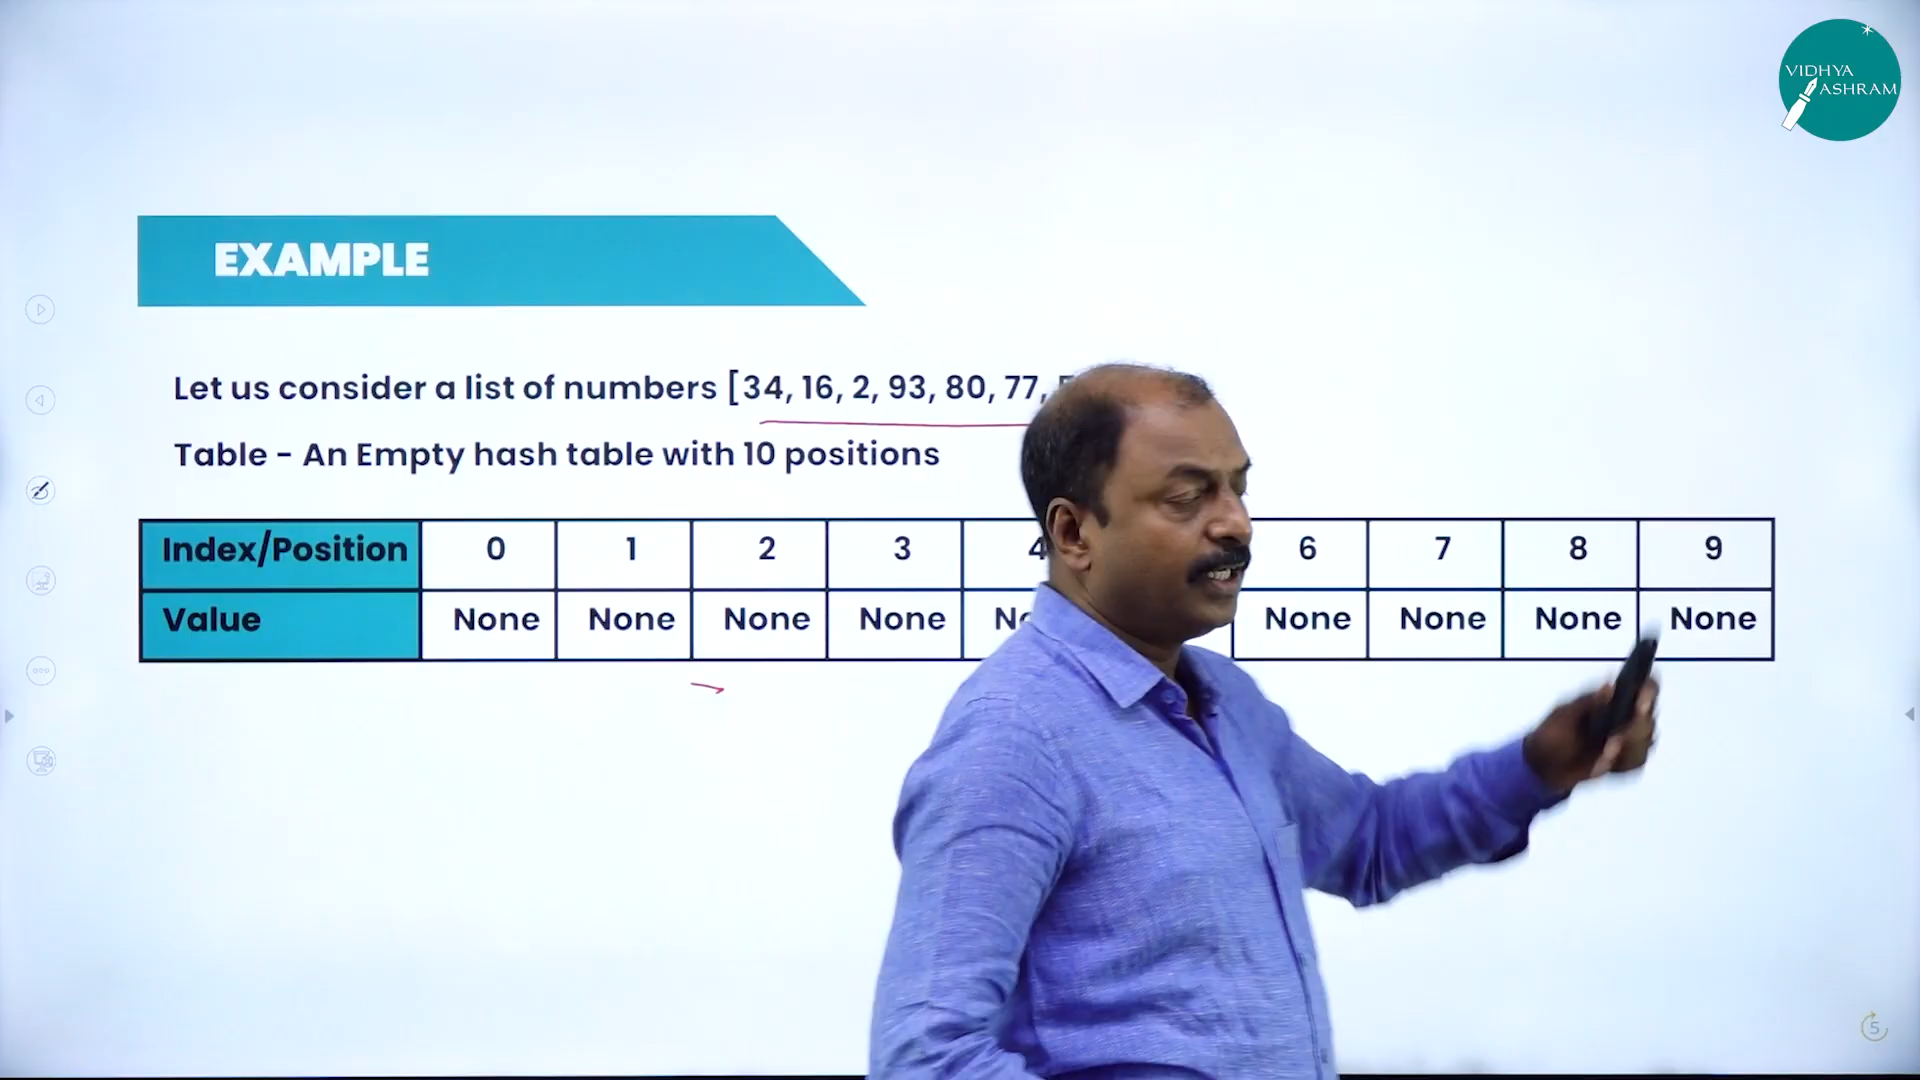 VIDHYA
ASHRAM
EXAMPLE
Let us consider a list of numbers [34, 16, 2, 93, 80, 77,
Table - An Empty hash table with 10 positions
Index/Position 0 1 2 3 4 6 7 8 9
Value None None None None None None None None
5